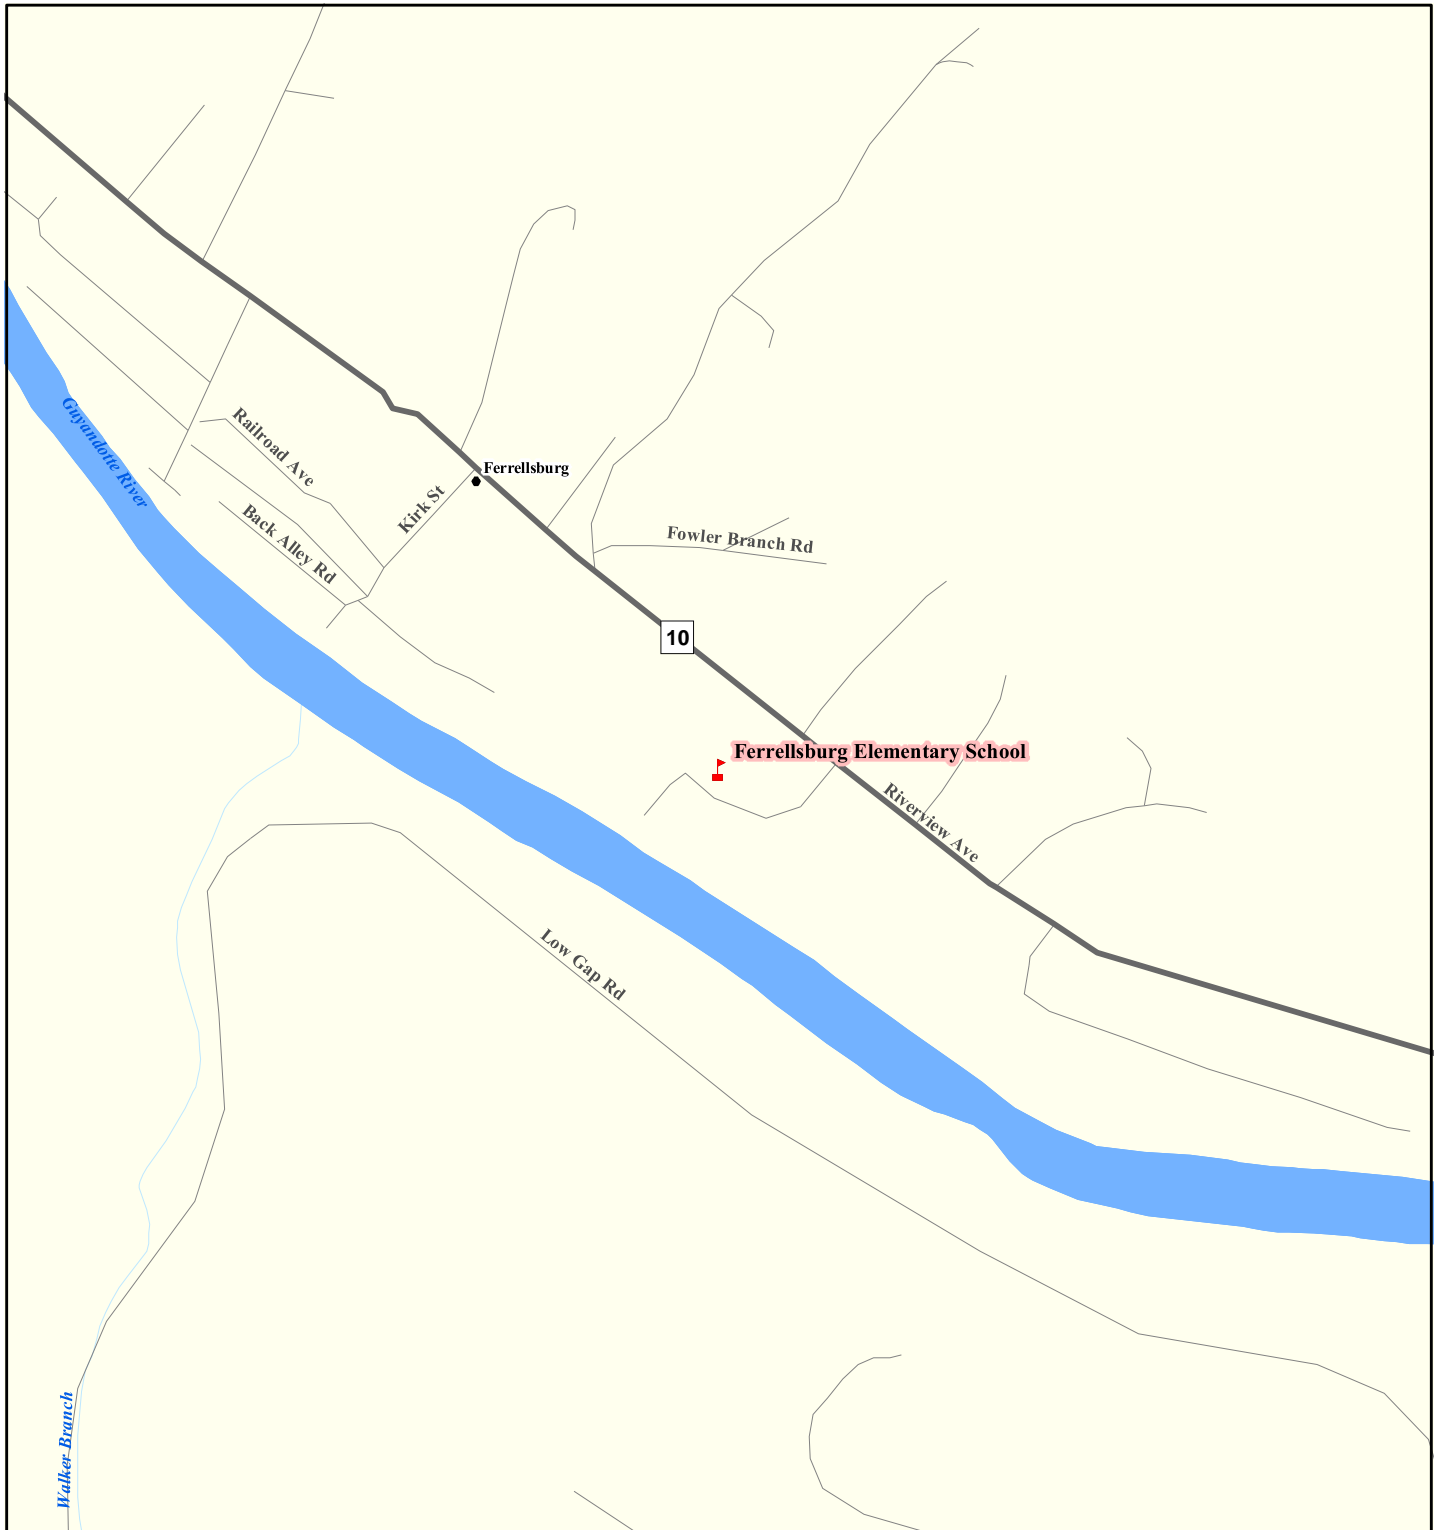 Guyandotte River
Railroad Ave
Ferrellsburg
Kirk St
Back Alley Rd
Fowler Branch Rd
10
Ferrellsburg Elementary School
Riverview Ave
Low Gap Rd
Walker Branch